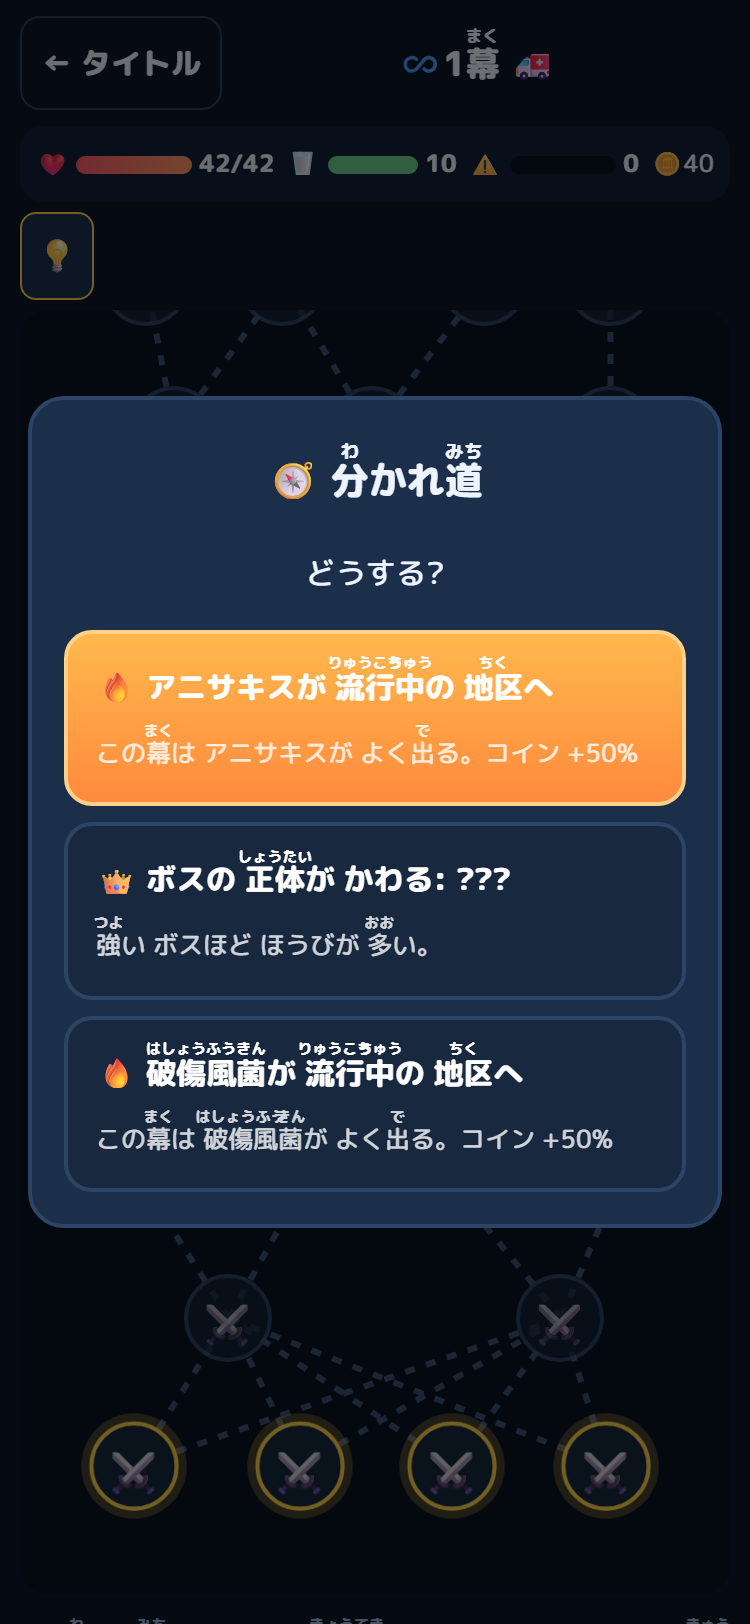 ← タイトル
まく
∞1幕
42/42 10 0 40
わ みち
分かれ道
どうする?
りゅうこうちゅう ちく
アニサキスが 流行中の 地区へ
まく で
この幕は アニサキスが よく出る。コイン +50%
しょうたい
ボスの 正体が かわる: ???
つよ おお
強い ボスほど ほうびが 多い。
はしょうふうきん りゅうこうちゅう ちく
破傷風菌が 流行中の 地区へ
まく はしょうふうきん で
この幕は 破傷風菌が よく出る。コイン +50%